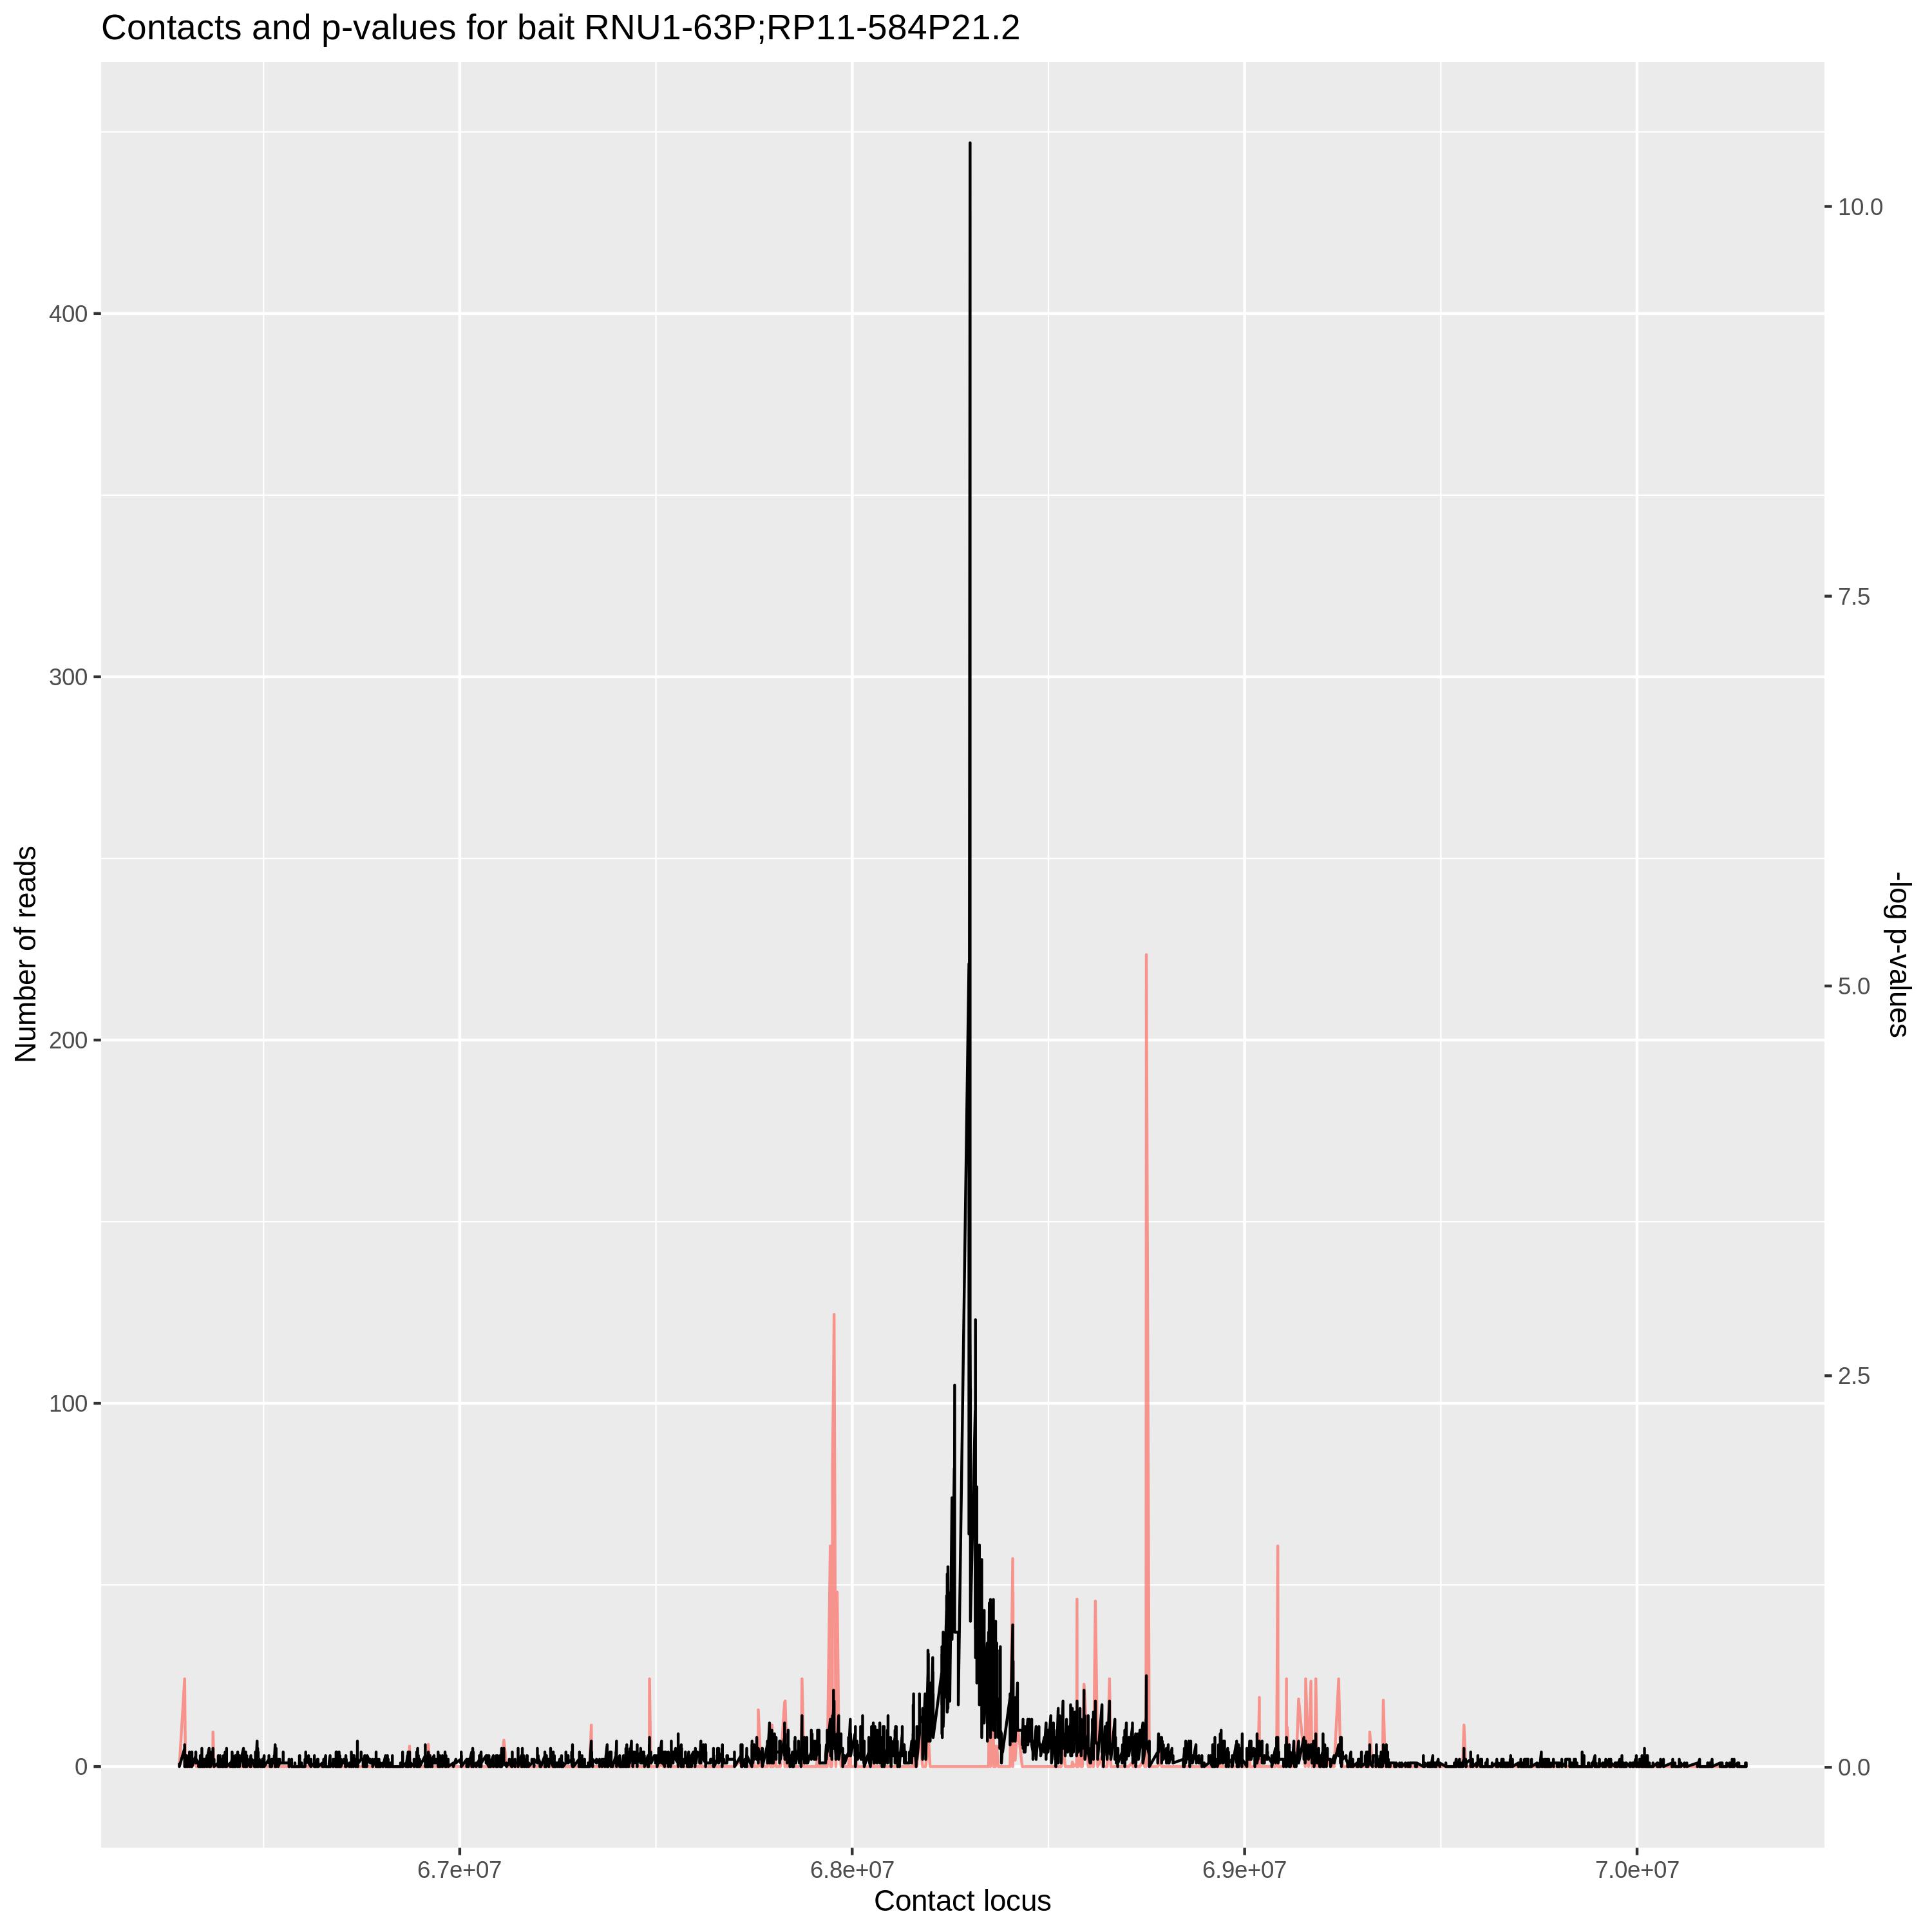 Contacts and p-values for bait RNU1-63P;RP11-584P21.2
Number of reads
400
300
200
100
0
10.0
7.5
5.0
2.5
0.0
-log p-values
6.7e+07
6.8e+07
6.9e+07
7.0e+07
Contact locus